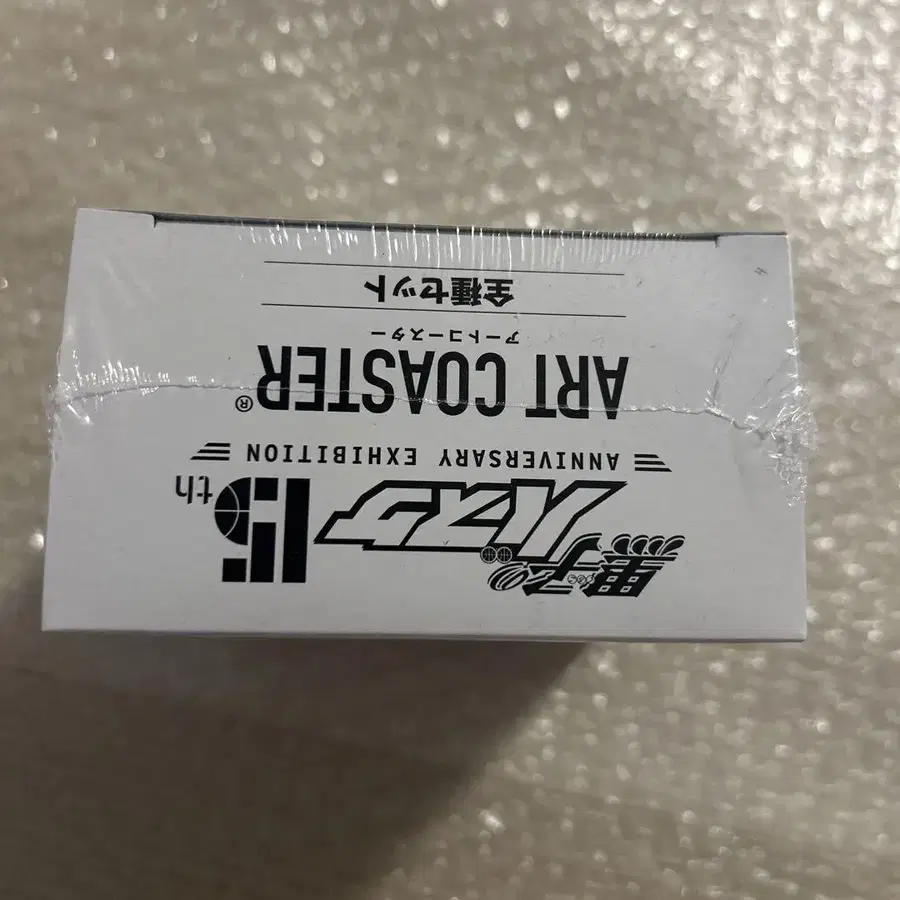 黒子のバスケ 15th
ANNIVERSARY EXHIBITION
ART COASTER®
アートコースター
全種セット